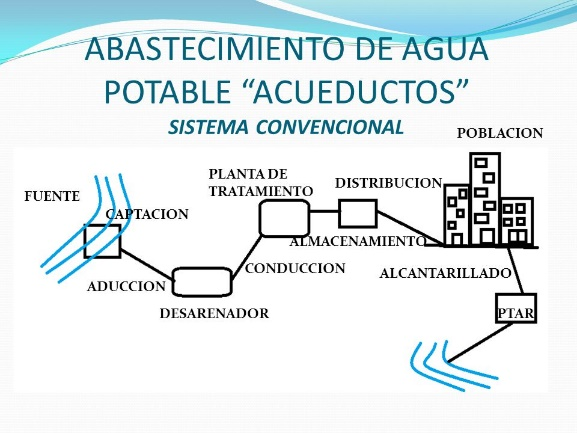 ABASTECIMIENTO DE AGUA
POTABLE “ACUEDUCTOS”
SISTEMA CONVENCIONAL
POBLACION
PLANTA DE
TRATAMIENTO
DISTRIBUCION
FUENTE
CAPTACION
ALMACENAMIENTO
CONDUCCION
ALCANTARILLADO
ADUCCION
DESARENADOR
PTAR